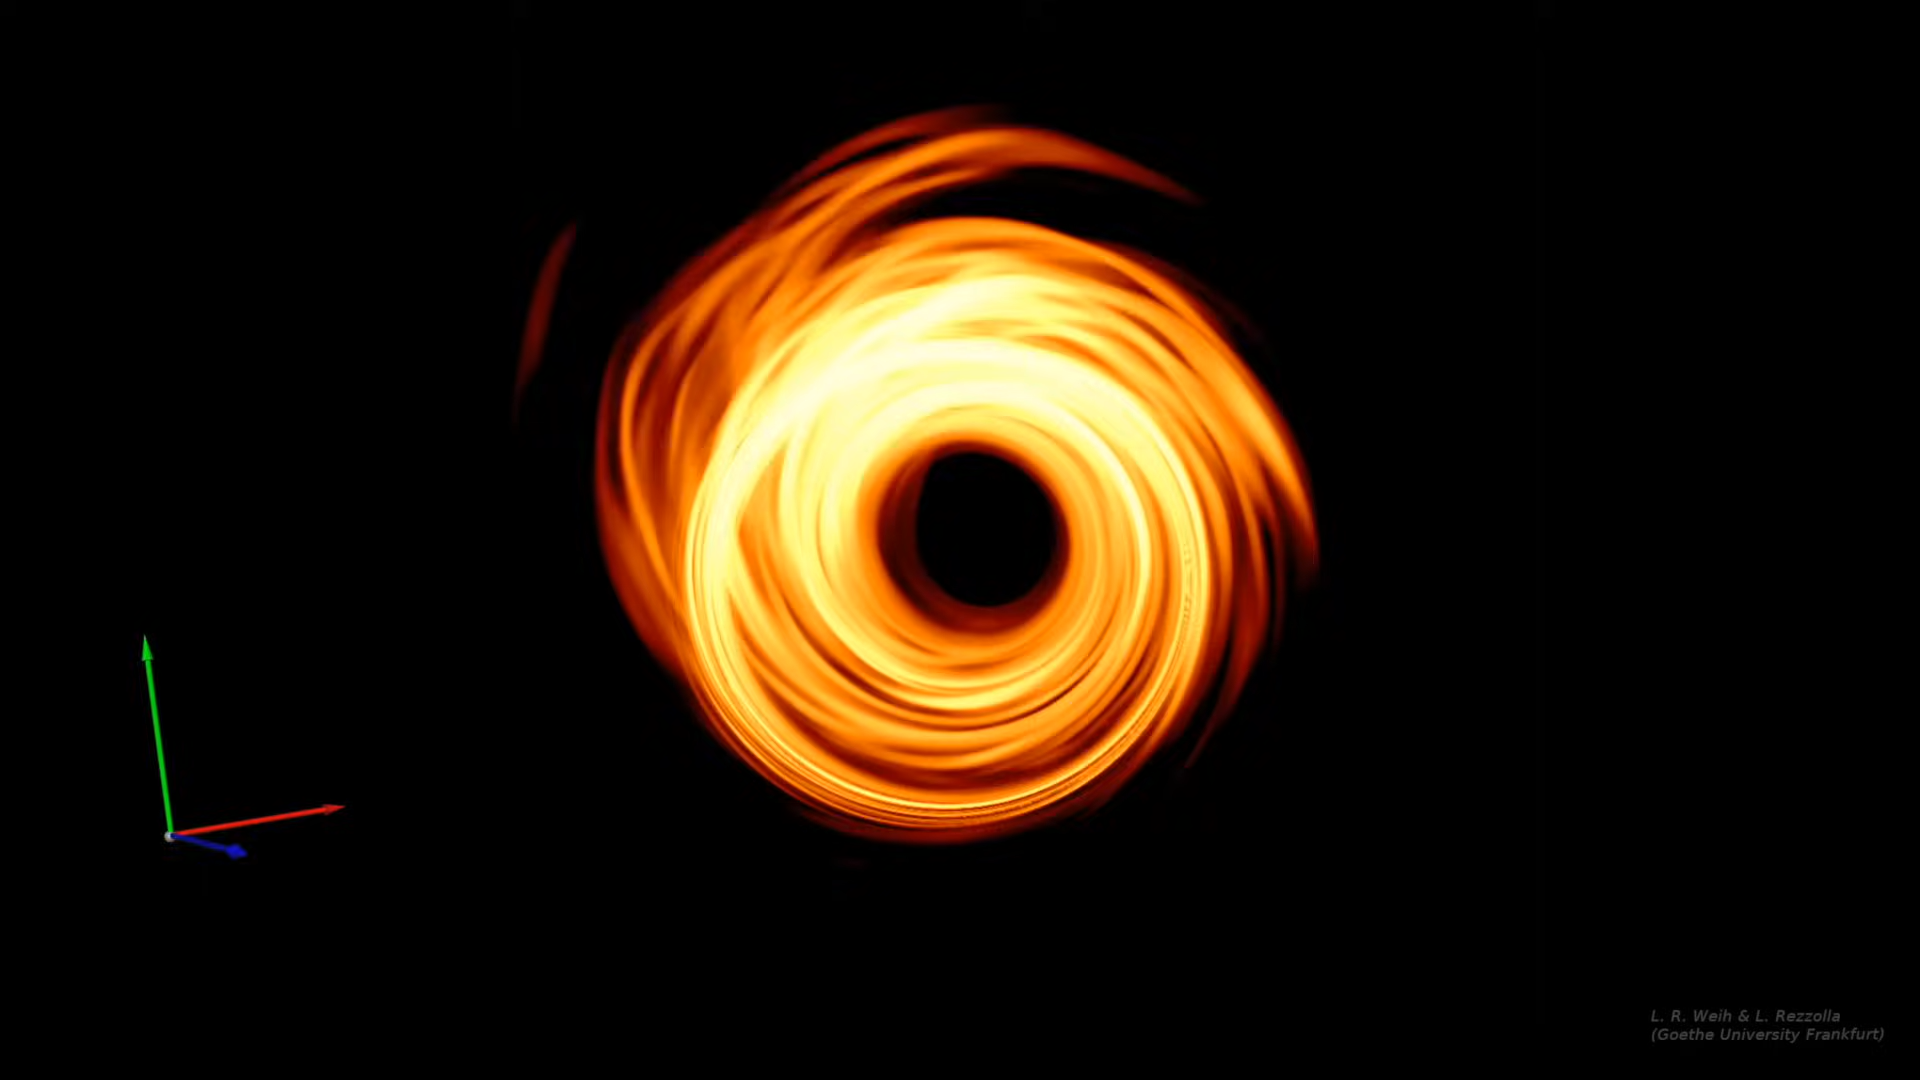 L. R. Weih & L. Rezzolla
(Goethe University Frankfurt)